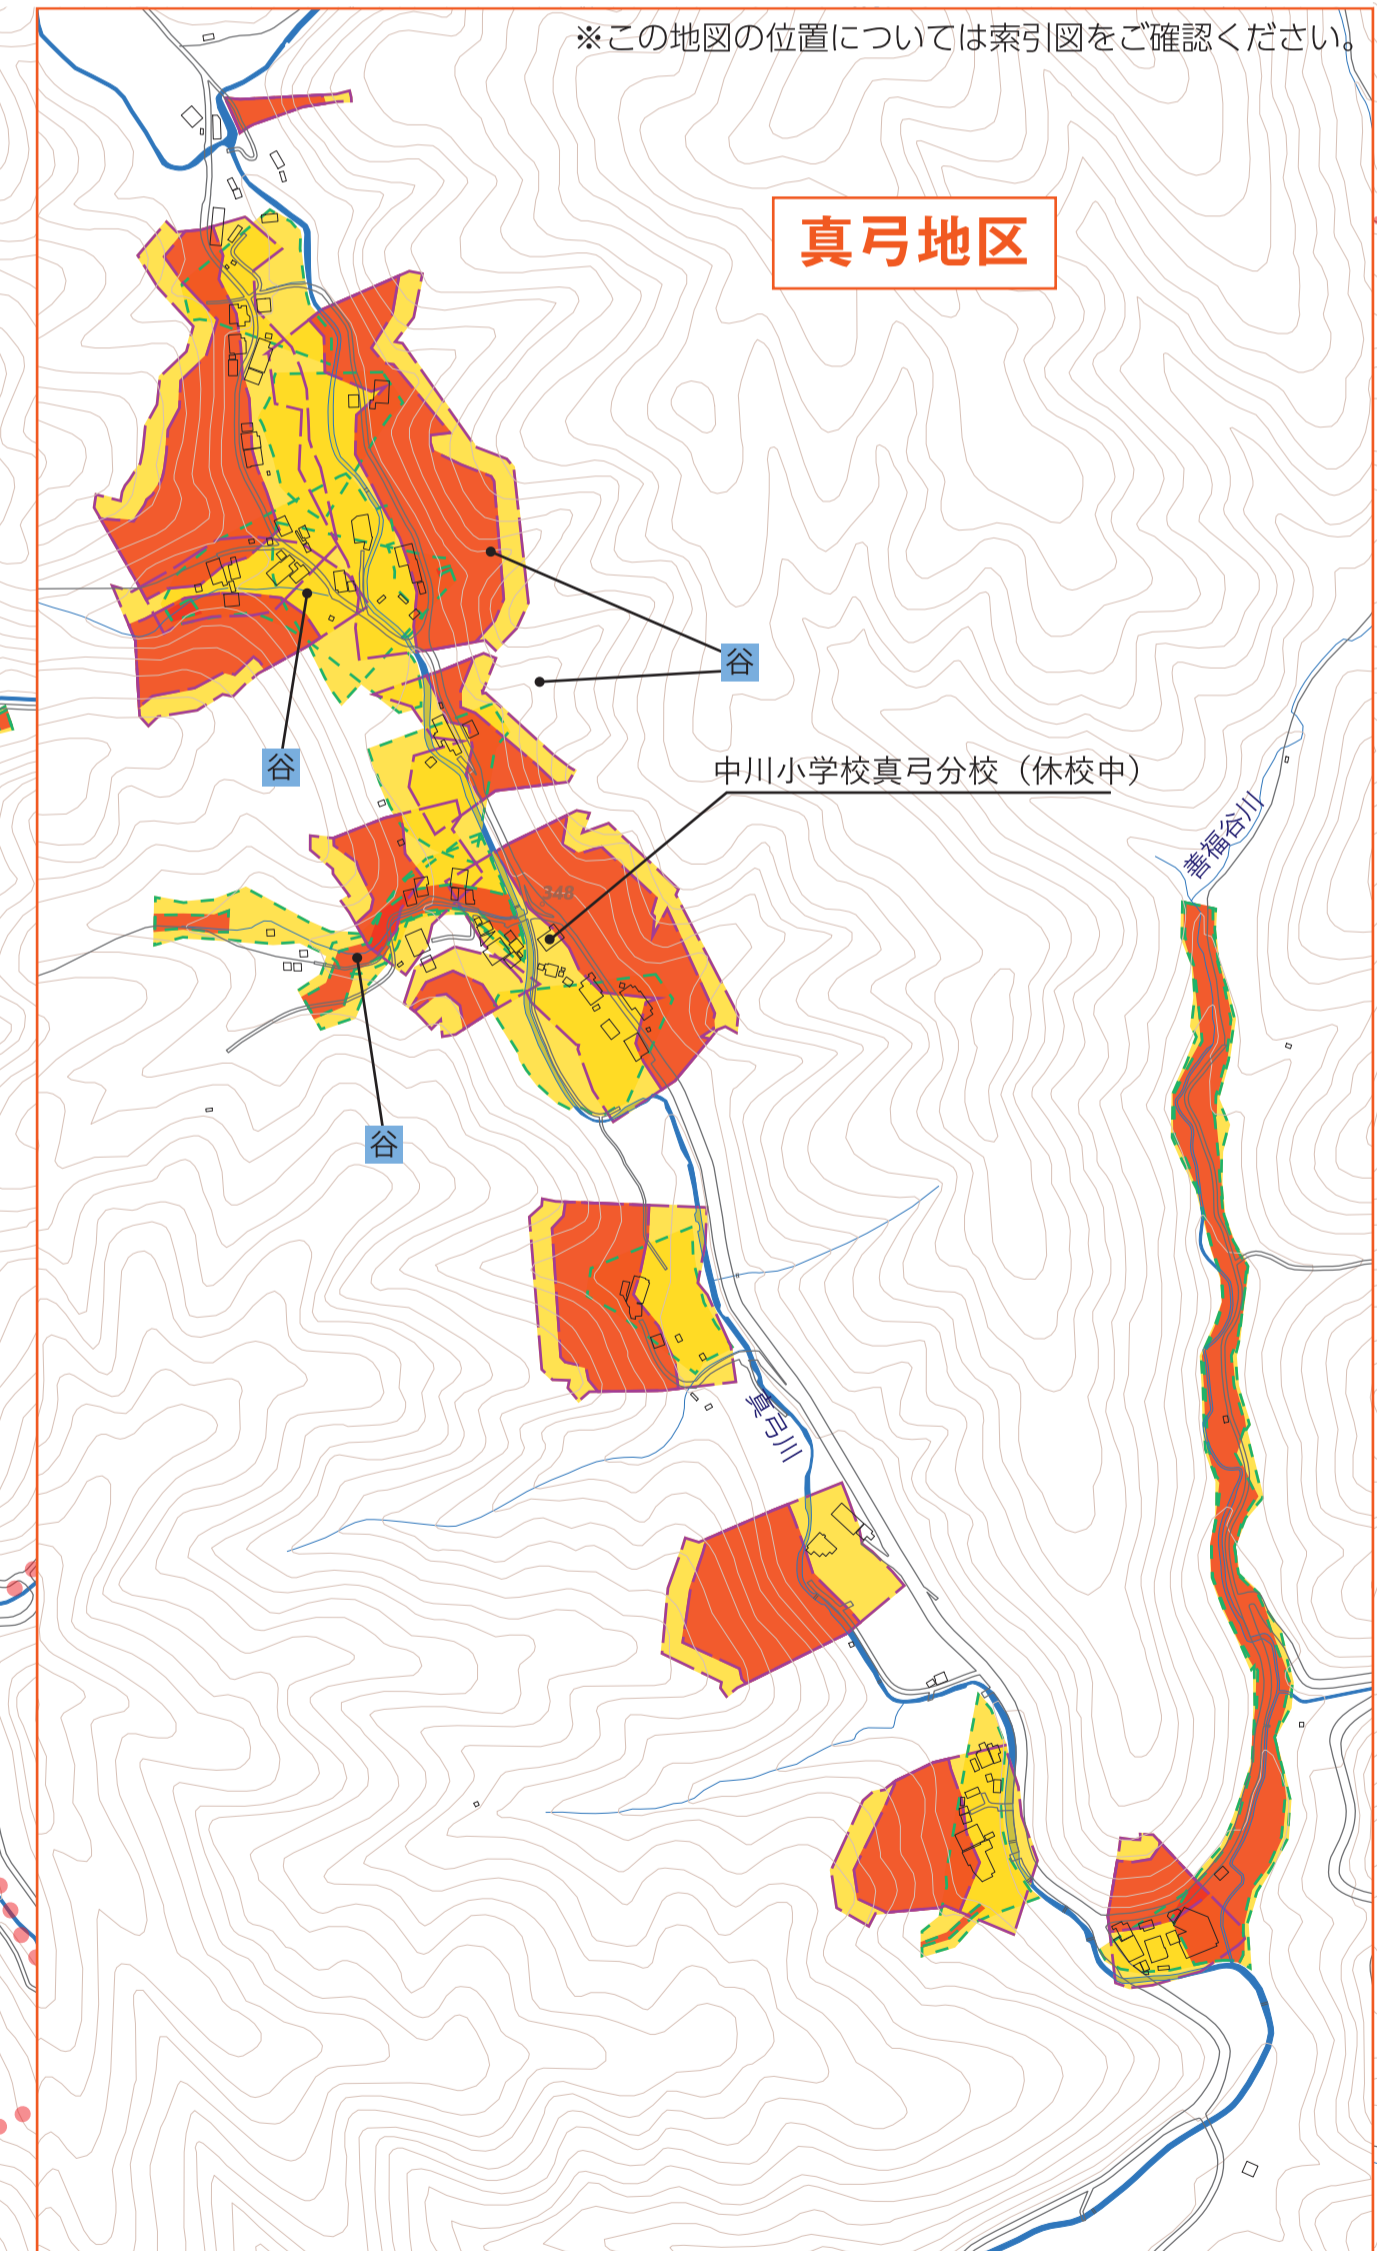 ※この地図の位置については索引図をご確認ください。
真弓地区
谷
谷
中川小学校真弓分校（休校中）
善福谷川
348
谷
真弓川